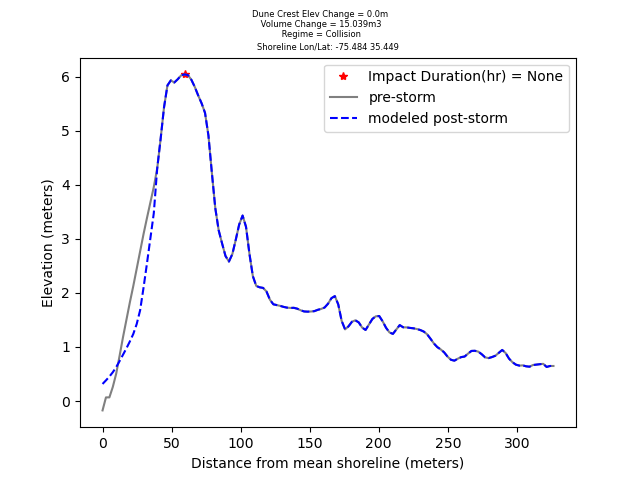 Dune Crest Elev Change = 0.0m
Volume Change = 15.039m3
Regime = Collision
Shoreline Lon/Lat: -75.484 35.449
Impact Duration(hr) = None
pre-storm
modeled post-storm
Elevation (meters)
6
5
4
3
2
1
0
0 50 100 150 200 250 300
Distance from mean shoreline (meters)